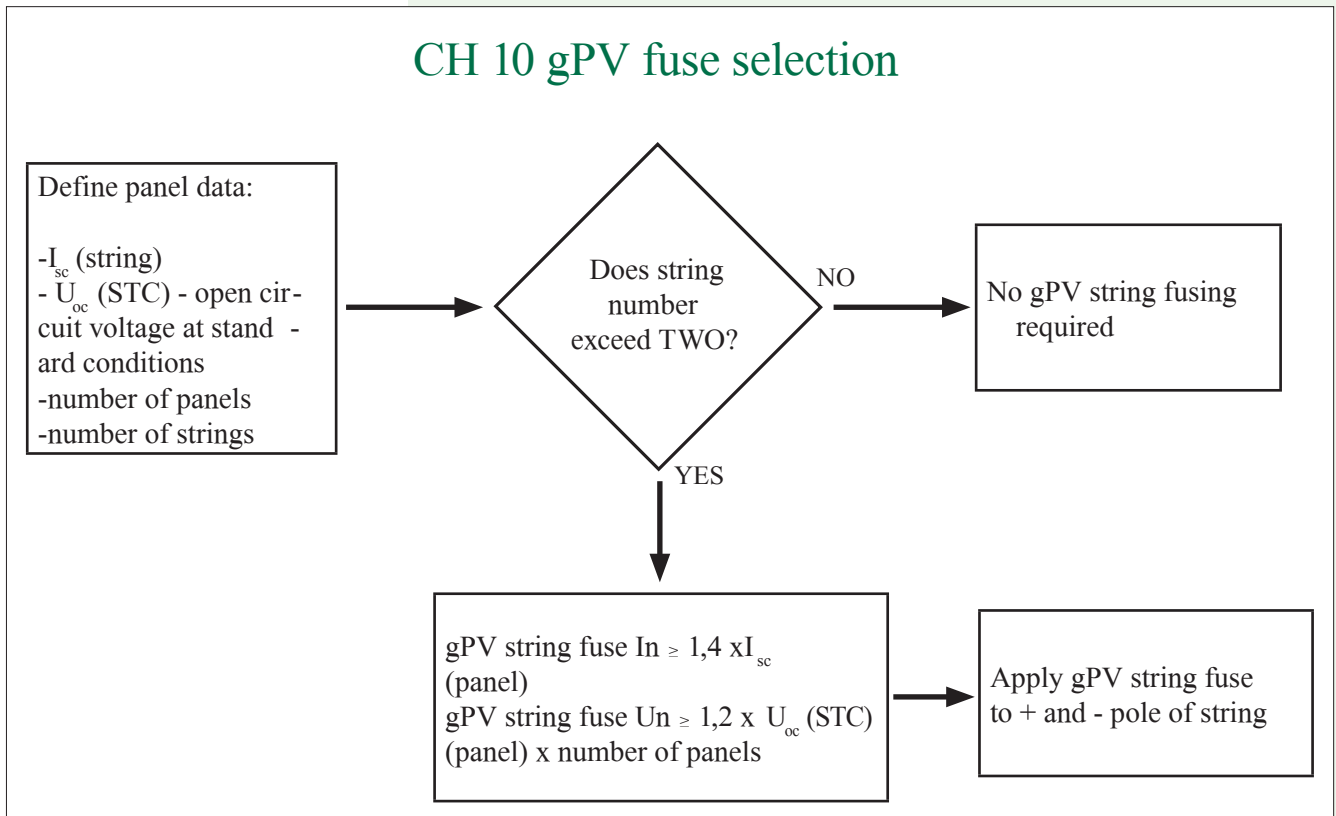 CH 10 gPV fuse selection
Define panel data:
-Isc (string)
- Uoc (STC) - open cir-
cuit voltage at stand -
ard conditions
-number of panels
-number of strings
Does string
number
exceed TWO?
NO
No gPV string fusing
required
YES
gPV string fuse In ≥ 1,4 xIsc
(panel)
gPV string fuse Un ≥ 1,2 x Uoc (STC)
(panel) x number of panels
Apply gPV string fuse
to + and - pole of string